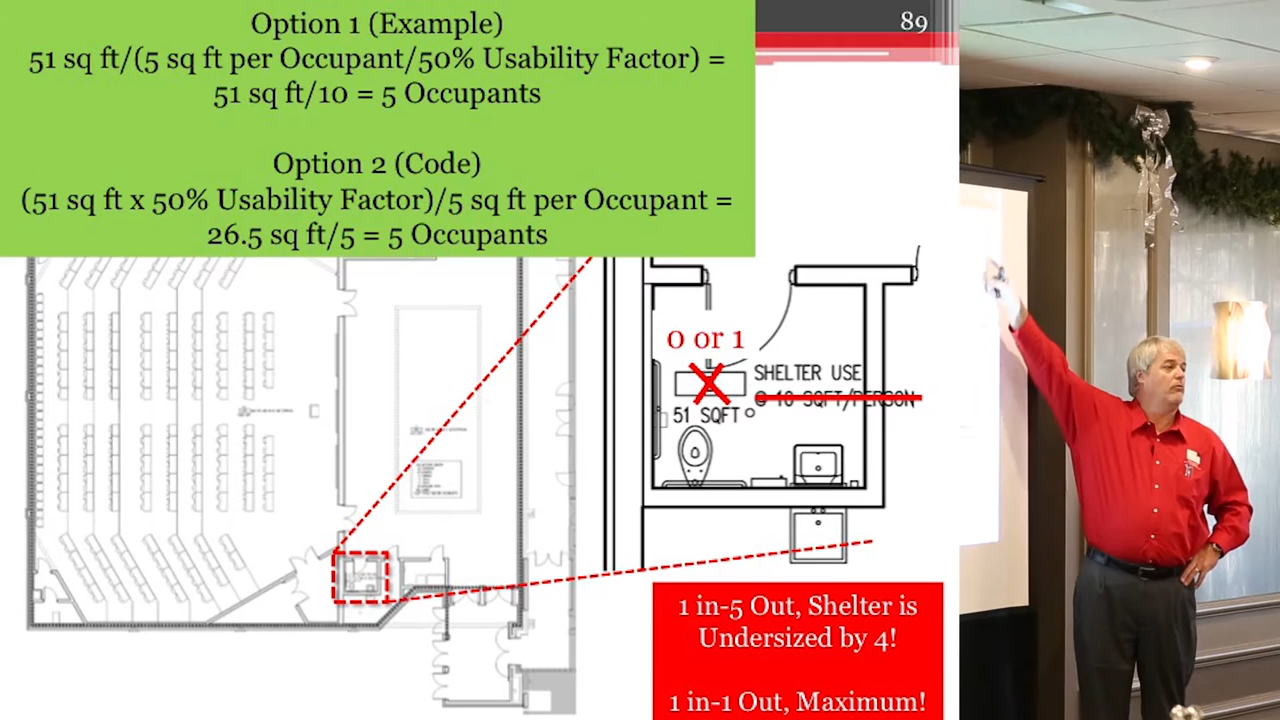 Option 1 (Example)
51 sq ft/(5 sq ft per Occupant/50% Usability Factor) =
51 sq ft/10 = 5 Occupants
Option 2 (Code)
(51 sq ft x 50% Usability Factor)/5 sq ft per Occupant =
26.5 sq ft/5 = 5 Occupants
89
0 or 1
SHELTER USE
@ 10 SQFT/PERSON
51 SQFT
1 in-5 Out, Shelter is
Undersized by 4!
1 in-1 Out, Maximum!